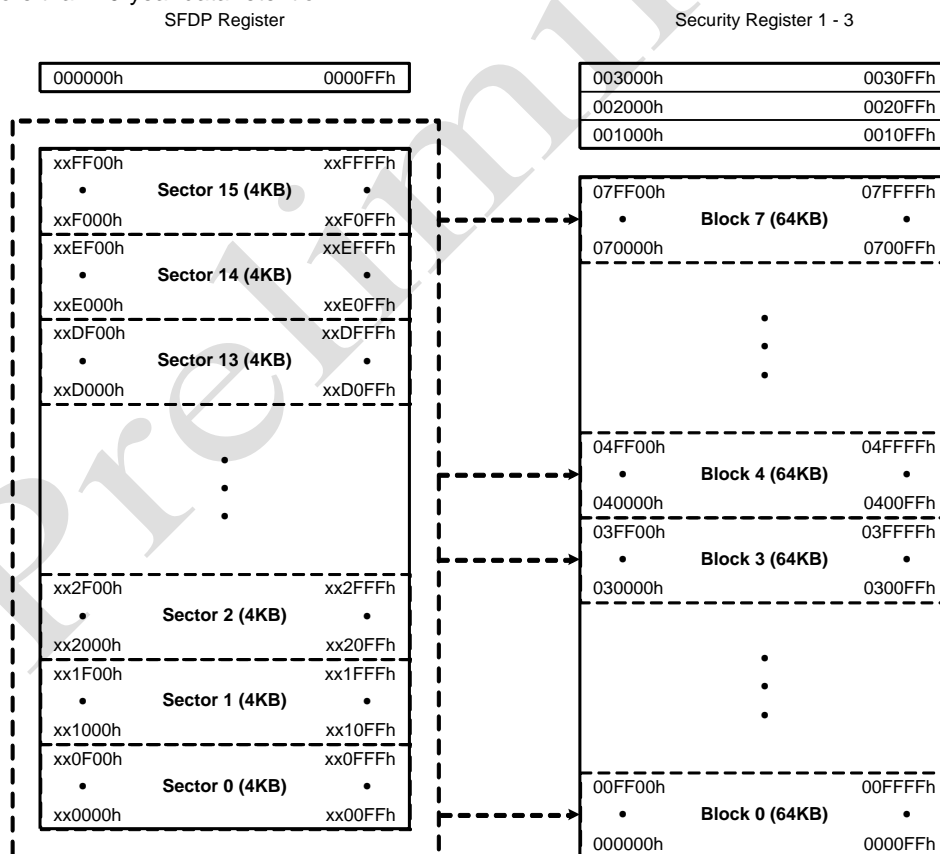 SFDP Register
000000h 0000FFh
xxFF00h xxFFFFh
• Sector 15 (4KB) •
xxF000h xxF0FFh
xxEF00h xxEFFFh
• Sector 14 (4KB) •
xxE000h xxE0FFh
xxDF00h xxDFFFh
• Sector 13 (4KB) •
xxD000h xxD0FFh
•
•
•
xx2F00h xx2FFFh
• Sector 2 (4KB) •
xx2000h xx20FFh
xx1F00h xx1FFFh
• Sector 1 (4KB) •
xx1000h xx10FFh
xx0F00h xx0FFFh
• Sector 0 (4KB) •
xx0000h xx00FFh
Security Register 1 - 3
003000h 0030FFh
002000h 0020FFh
001000h 0010FFh
07FF00h 07FFFFh
• Block 7 (64KB) •
070000h 0700FFh
•
•
•
04FF00h 04FFFFh
• Block 4 (64KB) •
040000h 0400FFh
03FF00h 03FFFFh
• Block 3 (64KB) •
030000h 0300FFh
•
•
•
00FF00h 00FFFFh
• Block 0 (64KB) •
000000h 0000FFh
Prelimi